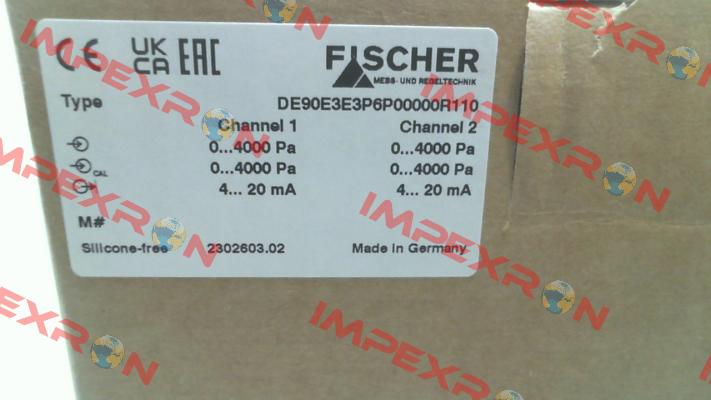 CE UK CA EAC FISCHER
MESS- UND REGELTECHNIK
Type DE90E3E3P6P00000R110
Channel 1 Channel 2
0...4000 Pa 0...4000 Pa
CAL 0...4000 Pa 0...4000 Pa
4... 20 mA 4... 20 mA
M#
Silicone-free 2302603.02 Made in Germany
IMPEXRON
IMPEXRON
IMPEXRON
IMPEXRON
IMPEXRON
IMPEXRON